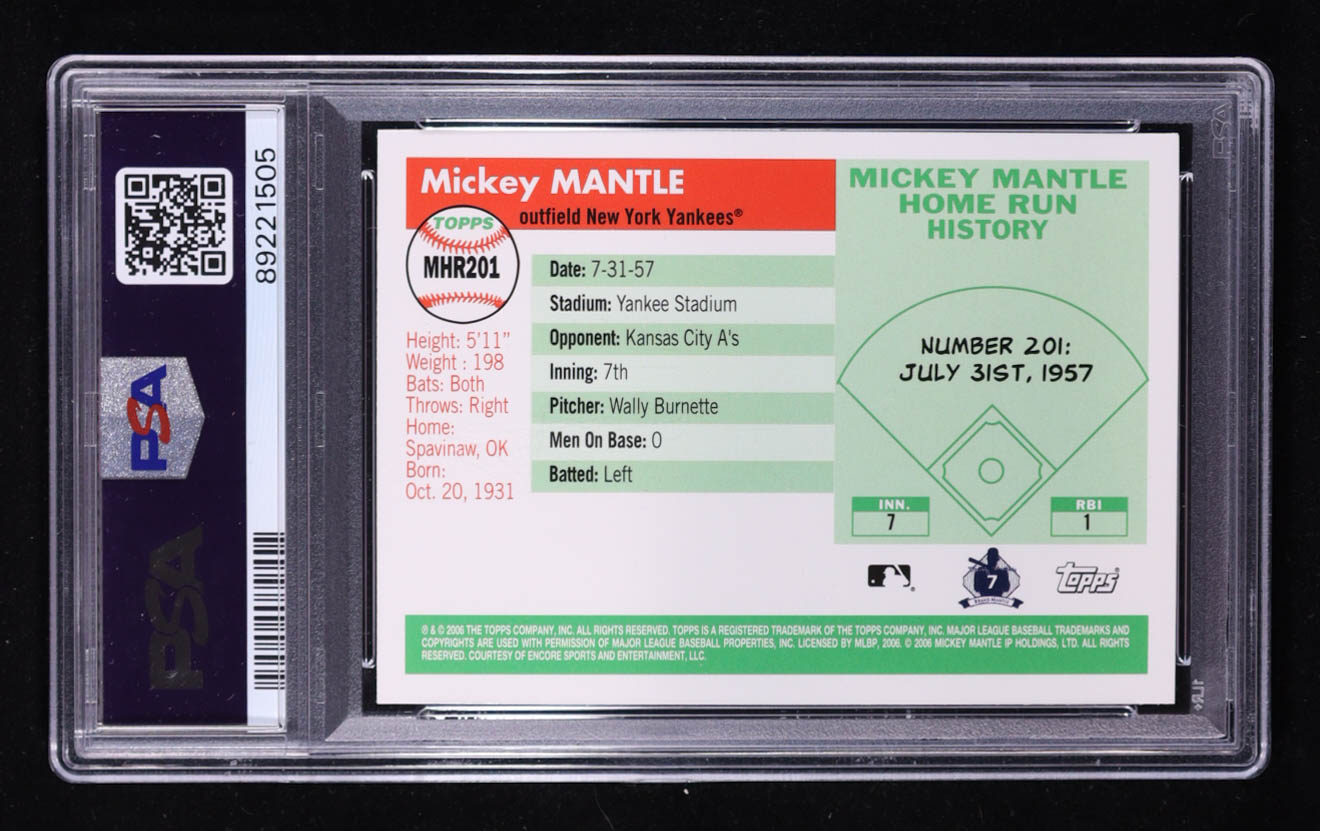 89221505
PSA
PSA
Mickey MANTLE
outfield New York Yankees®
TOPPS
MHR201
Height: 5'11"
Weight : 198
Bats: Both
Throws: Right
Home:
Spavinaw, OK
Born:
Oct. 20, 1931
Date: 7-31-57
Stadium: Yankee Stadium
Opponent: Kansas City A's
Inning: 7th
Pitcher: Wally Burnette
Men On Base: 0
Batted: Left
MICKEY MANTLE
HOME RUN
HISTORY
NUMBER 201:
JULY 31ST, 1957
INN.
7
RBI
1
7
topps®
® & © 2006 THE TOPPS COMPANY, INC. ALL RIGHTS RESERVED. TOPPS IS A REGISTERED TRADEMARK OF THE TOPPS COMPANY, INC. MAJOR LEAGUE BASEBALL TRADEMARKS AND
COPYRIGHTS ARE USED WITH PERMISSION OF MAJOR LEAGUE BASEBALL PROPERTIES, INC. LICENSED BY MLBP, 2006. © 2006 MICKEY MANTLE IP HOLDINGS, LTD. ALL RIGHTS
RESERVED. COURTESY OF ENCORE SPORTS AND ENTERTAINMENT, LLC.
PSA